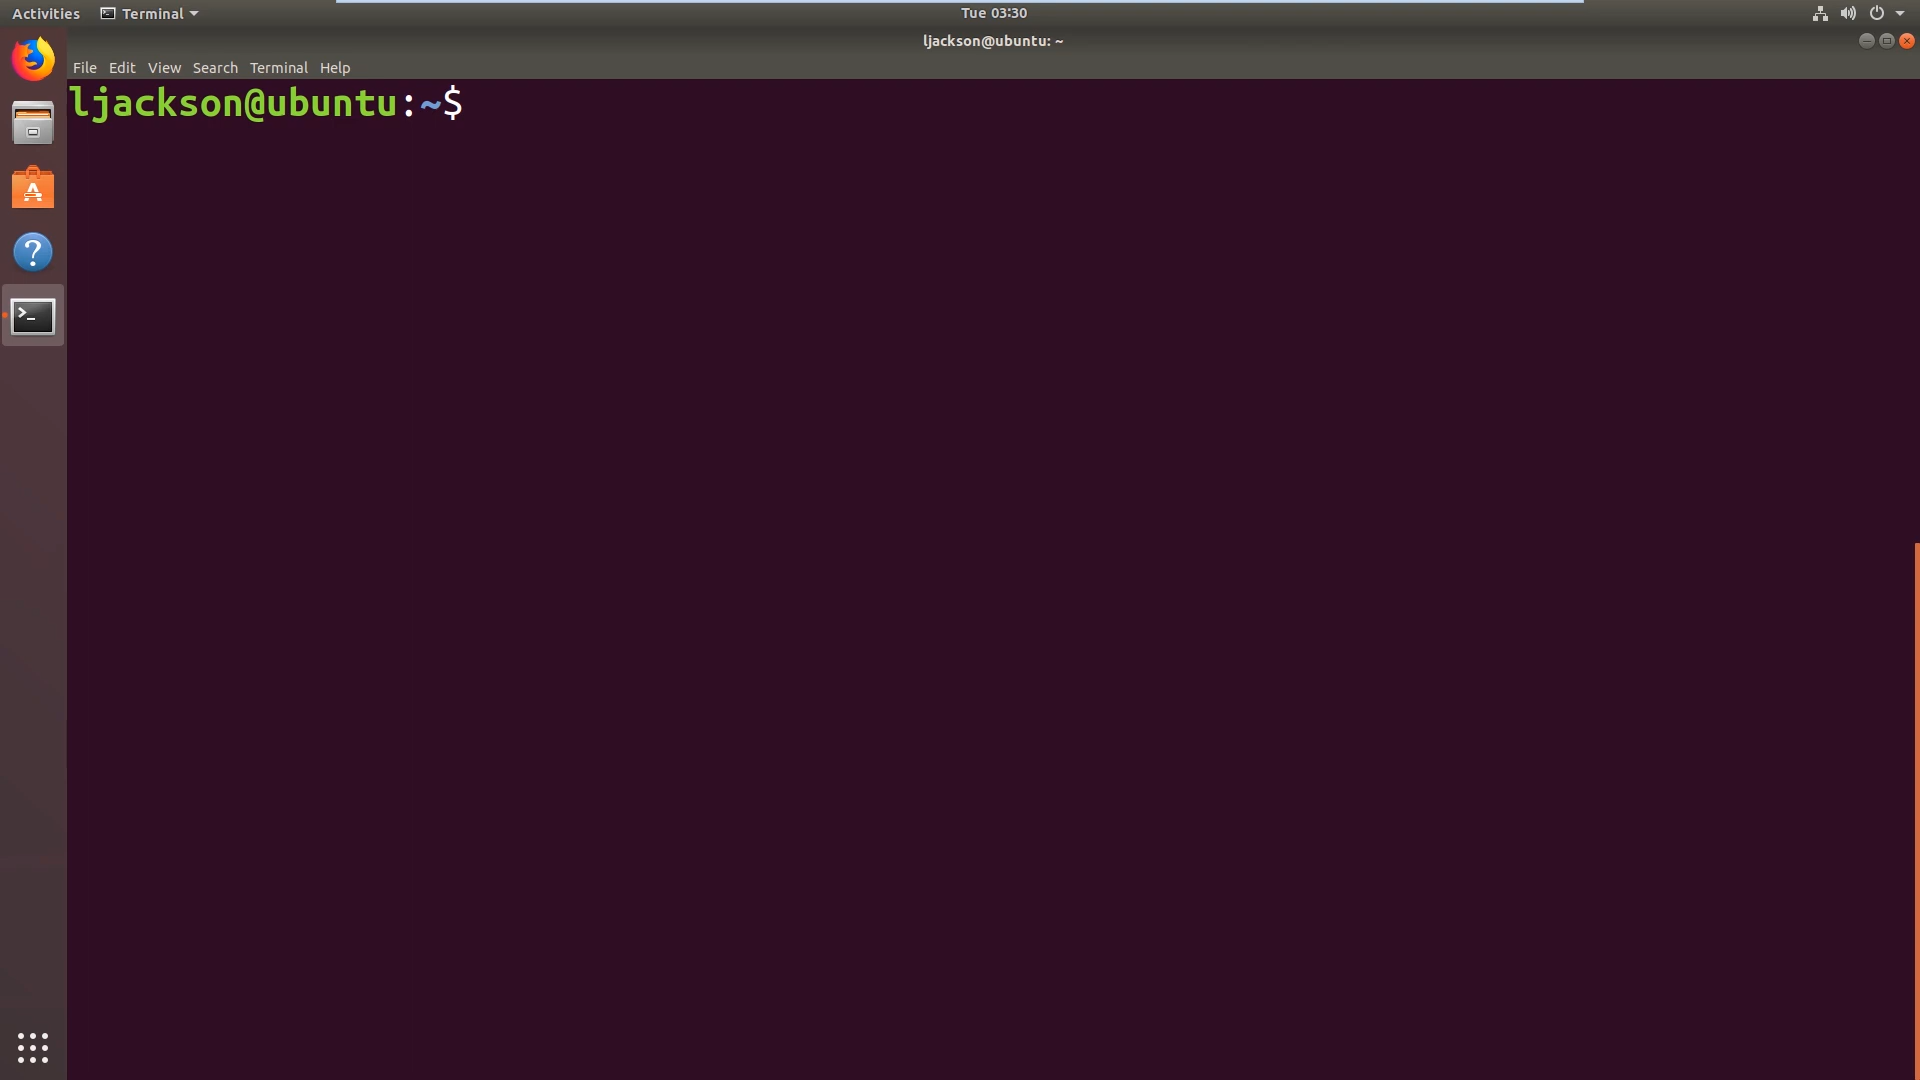 Activities Terminal Tue 03:30
ljackson@ubuntu: ~
File Edit View Search Terminal Help
ljackson@ubuntu:~$